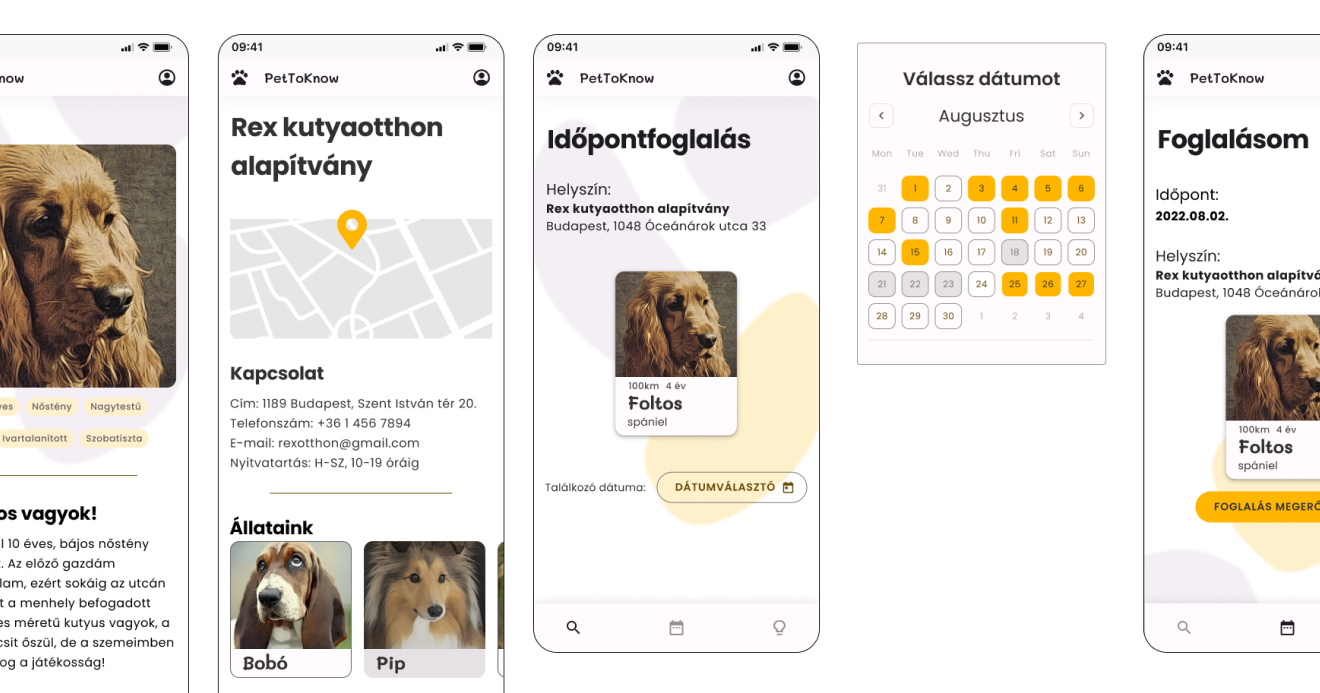 now
Nőstény Nagytestű
Ivartalanított Szobatiszta
vagyok!
10 éves, bájos nőstény
Az előző gazdám
ezért sokáig az utcán
a menhely befogadott
méretű kutyus vagyok, a
őszül, de a szemeimben
a játékosság!
09:41
PetToKnow
Rex kutyaotthon
alapítvány
Kapcsolat
Cím: 1189 Budapest, Szent István tér 20.
Telefonszám: +36 1 456 7894
E-mail: rexotthon@gmail.com
Nyitvatartás: H-SZ, 10-19 óráig
Állataink
Bobó
Pip
09:41
PetToKnow
Időpontfoglalás
Helyszín:
Rex kutyaotthon alapítvány
Budapest, 1048 Óceánárok utca 33
100km 4 év
Foltos
spániel
Találkozó dátuma: DÁTUMVÁLASZTÓ
Válassz dátumot
Augusztus
Mon Tue Wed Thu Fri Sat Sun
31 1 2 3 4 5 6
7 8 9 10 11 12 13
14 15 16 17 18 19 20
21 22 23 24 25 26 27
28 29 30 1 2 3 4
09:41
PetToKnow
Foglalásom
Időpont:
2022.08.02.
Helyszín:
Rex kutyaotthon alapítvá
Budapest, 1048 Óceánárok
100km 4 év
Foltos
spániel
FOGLALÁS MEGERŐ